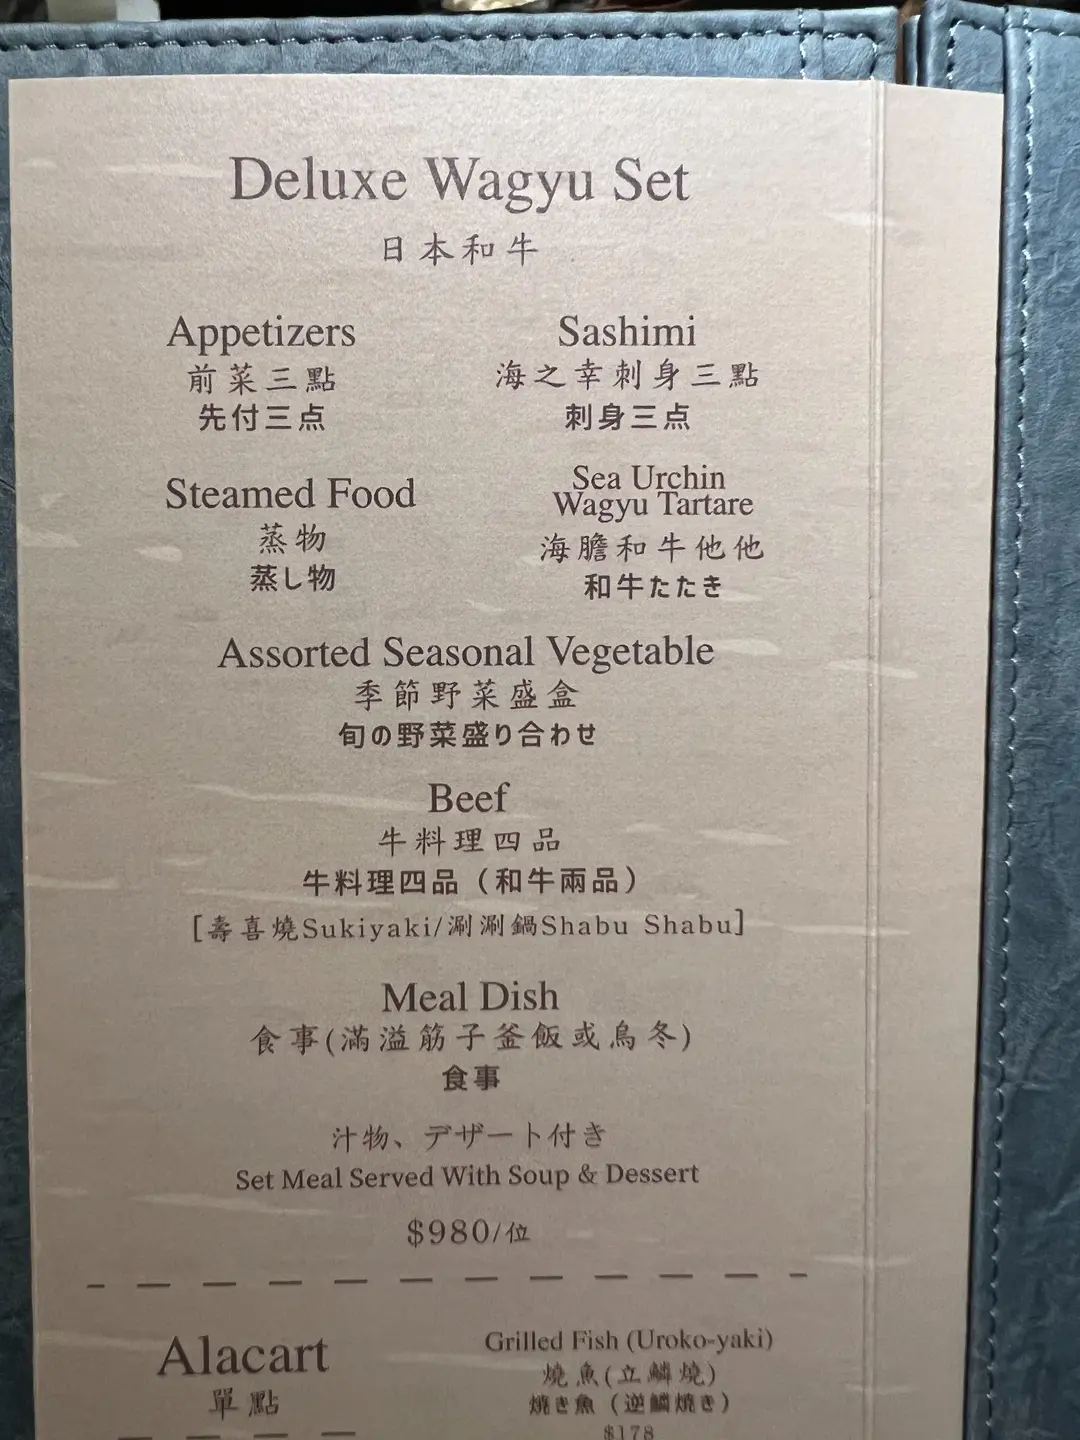 Deluxe Wagyu Set
日本和牛
Appetizers
前菜三點
先付三点
Sashimi
海之幸刺身三點
刺身三点
Steamed Food
蒸物
蒸し物
Sea Urchin
Wagyu Tartare
海膽和牛他他
和牛たたき
Assorted Seasonal Vegetable
季節野菜盛盒
旬の野菜盛り合わせ
Beef
牛料理四品
牛料理四品（和牛兩品）
[壽喜燒Sukiyaki/涮涮鍋Shabu Shabu]
Meal Dish
食事(滿溢筋子釜飯或烏冬)
食事
汁物、デザート付き
Set Meal Served With Soup & Dessert
$980/位
Alacart
單點
Grilled Fish (Uroko-yaki)
燒魚(立鱗燒)
焼き魚（逆鱗焼き）
$178